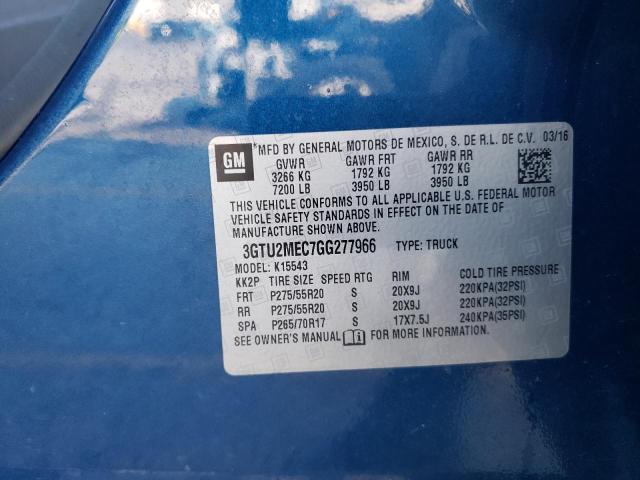 GM
*MFD BY GENERAL MOTORS DE MEXICO, S. DE R.L. DE C.V. 03/16
GVWR GAWR FRT GAWR RR
3266 KG 1792 KG 1792 KG
7200 LB 3950 LB 3950 LB
THIS VEHICLE CONFORMS TO ALL APPLICABLE U.S. FEDERAL MOTOR
VEHICLE SAFETY STANDARDS IN EFFECT ON THE DATE OF
MANUFACTURE SHOWN ABOVE.
3GTU2MEC7GG277966 TYPE: TRUCK
MODEL: K15543
KK2P TIRE SIZE SPEED RTG RIM COLD TIRE PRESSURE
FRT P275/55R20 S 20X9J 220KPA(32PSI)
RR P275/55R20 S 20X9J 220KPA(32PSI)
SPA P265/70R17 S 17X7.5J 240KPA(35PSI)
SEE OWNER'S MANUAL FOR MORE INFORMATION.